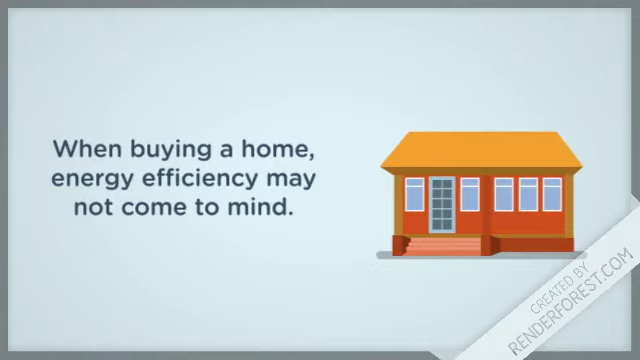 When buying a home,
energy efficiency may
not come to mind.
CREATED BY
RENDERFOREST.COM